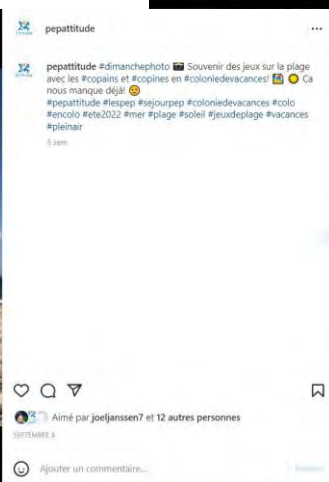 pepattitude
pepattitude #dimanchephoto 📷 Souvenir des jeux sur la plage
avec les #copains et #copines en #coloniedevacances! 🏖 🌞 Ca
nous manque déjà! 🙂
#pepattitude #lespep #sejourpep #coloniedevacances #colo
#encolo #ete2022 #mer #plage #soleil #jeuxdeplage #vacances
#pleinair
Aimé par joeljanssen7 et 12 autres personnes
SEPTEMBRE 4
Ajouter un commentaire...